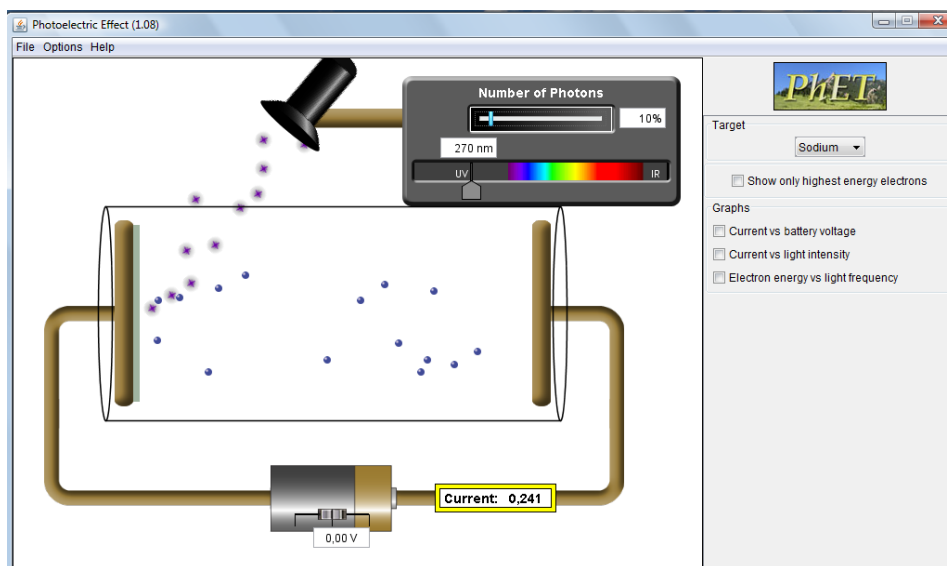 Photoelectric Effect (1.08)
File Options Help
Number of Photons
10%
270 nm
UV
IR
PhET
Target
Sodium
Show only highest energy electrons
Graphs
Current vs battery voltage
Current vs light intensity
Electron energy vs light frequency
Current: 0,241
0,00 V